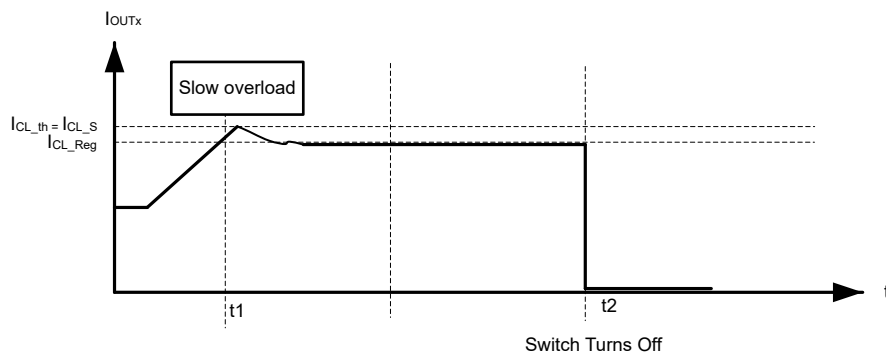 IOUTx
Slow overload
ICL_th = ICL_S
ICL_Reg
t
t1
t2
Switch Turns Off